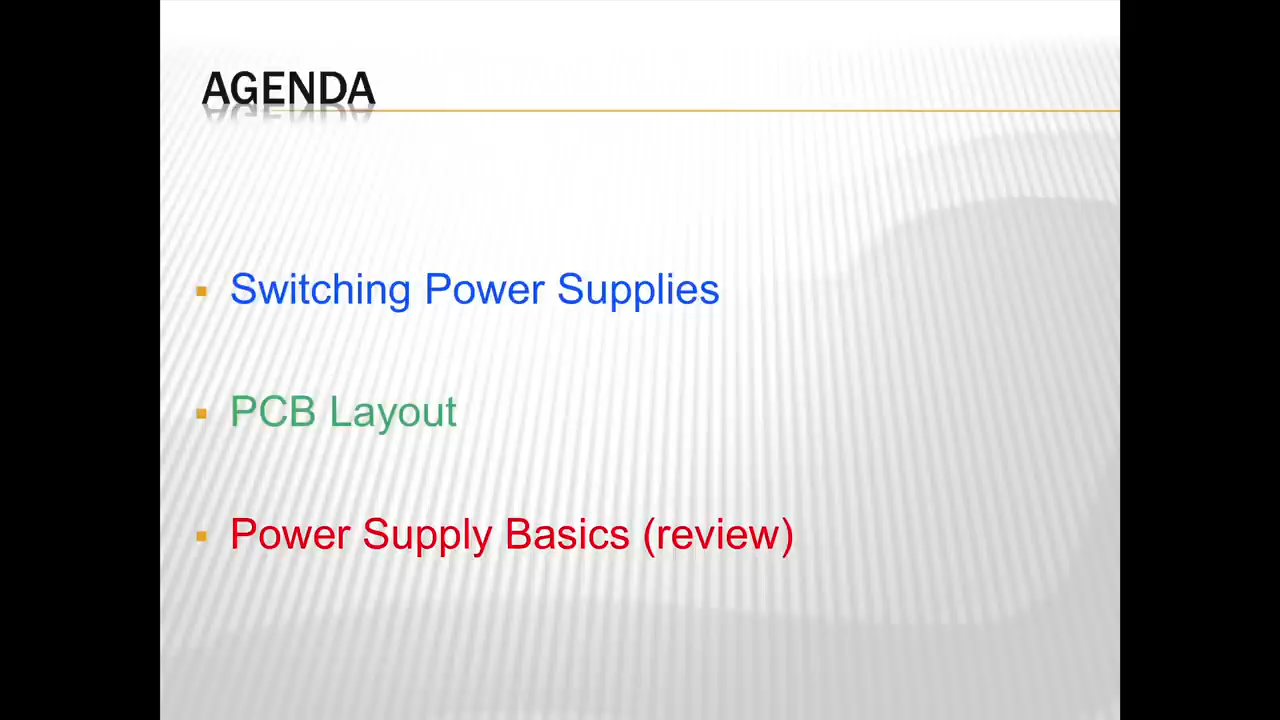 AGENDA
Switching Power Supplies
PCB Layout
Power Supply Basics (review)